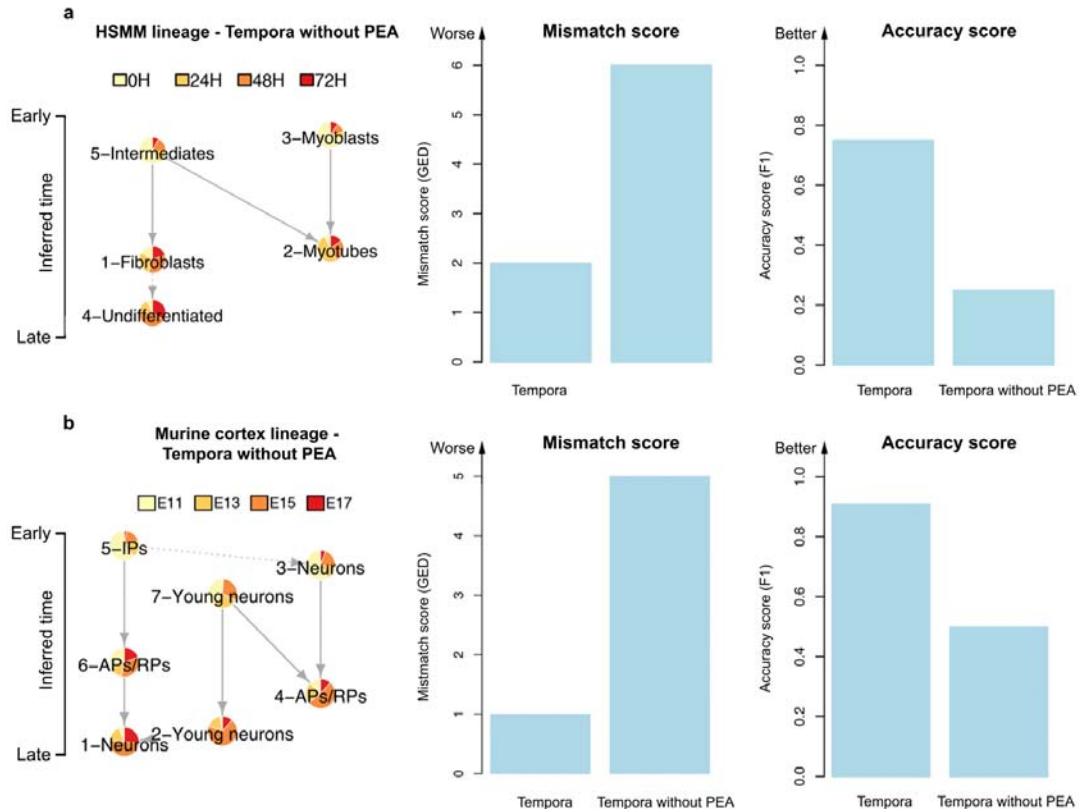 a
HSMM lineage - Tempora without PEA
0H 24H 48H 72H
Early
Inferred time
Late
5-Intermediates
3-Myoblasts
1-Fibroblasts
2-Myotubes
4-Undifferentiated
Worse
Mismatch score
Mismatch score (GED)
6
5
4
3
2
1
0
Tempora
Better
Accuracy score
Accuracy score (F1)
1.0
0.8
0.6
0.4
0.2
0.0
Tempora Tempora without PEA
b
Murine cortex lineage -
Tempora without PEA
E11 E13 E15 E17
Early
Inferred time
Late
5-IPs
3-Neurons
7-Young neurons
6-APs/RPs
4-APs/RPs
1-Neurons
2-Young neurons
Worse
Mismatch score
Mistmatch score (GED)
5
4
3
2
1
0
Tempora Tempora without PEA
Better
Accuracy score
Accuracy score (F1)
1.0
0.8
0.6
0.4
0.2
0.0
Tempora Tempora without PEA